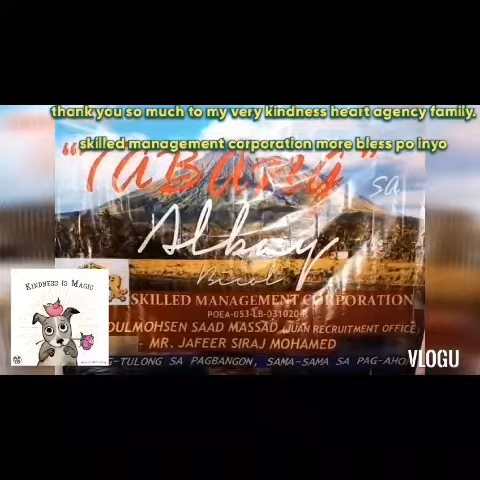 thank you so much to my very kindness heart agency family.
skilled management corporation more bless po inyo
"TABANG" sa
Albay
Bicol
KINDNESS IS MAGIC
SKILLED MANAGEMENT CORPORATION
POEA-053-LB-031020-R
OULMOHSEN SAAD MASSAD (JUAN RECRUITMENT OFFICE)
- MR. JAFEER SIRAJ MOHAMED
G-TULONG SA PAGBANGON, SAMA-SAMA SA PAG-AHO
VLOGU